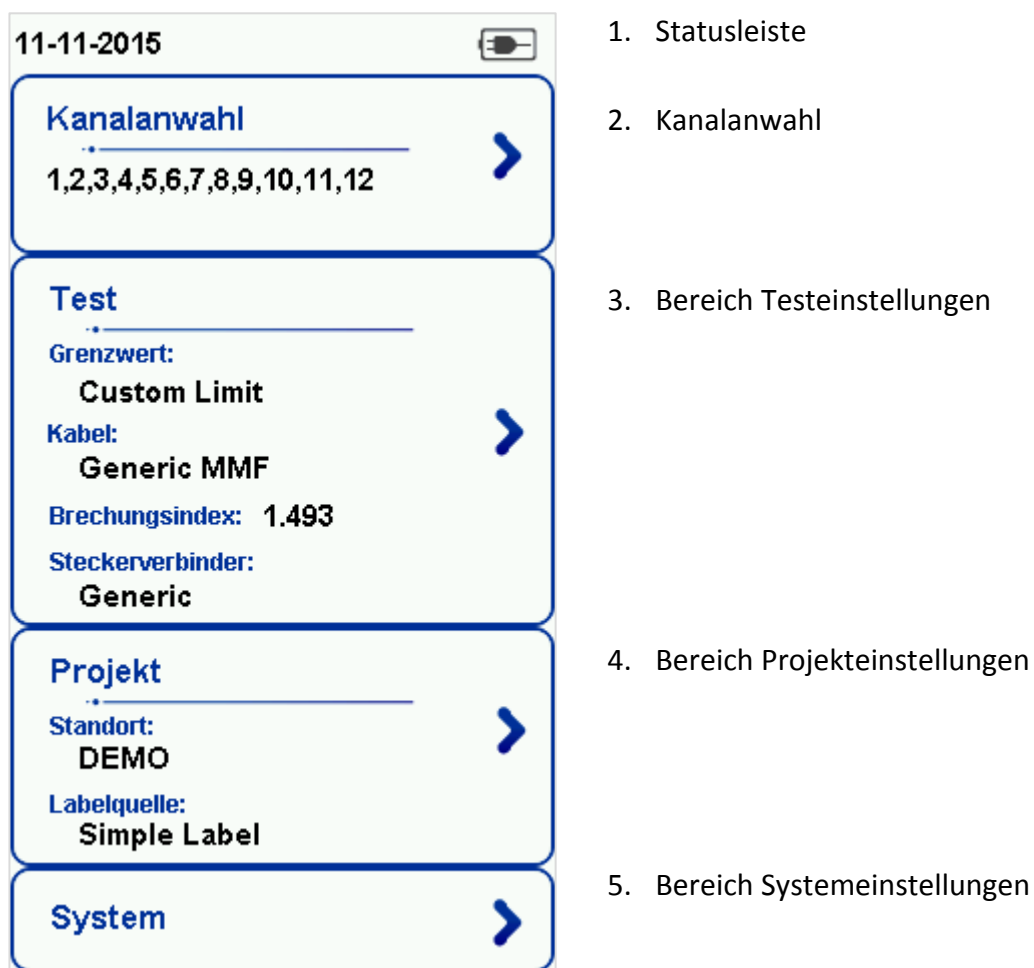 11-11-2015
1. Statusleiste
Kanalanwahl
2. Kanalanwahl
1,2,3,4,5,6,7,8,9,10,11,12
Test
3. Bereich Testeinstellungen
Grenzwert:
Custom Limit
Kabel:
Generic MMF
Brechungsindex: 1.493
Steckerverbinder:
Generic
Projekt
4. Bereich Projekteinstellungen
Standort:
DEMO
Labelquelle:
Simple Label
System
5. Bereich Systemeinstellungen